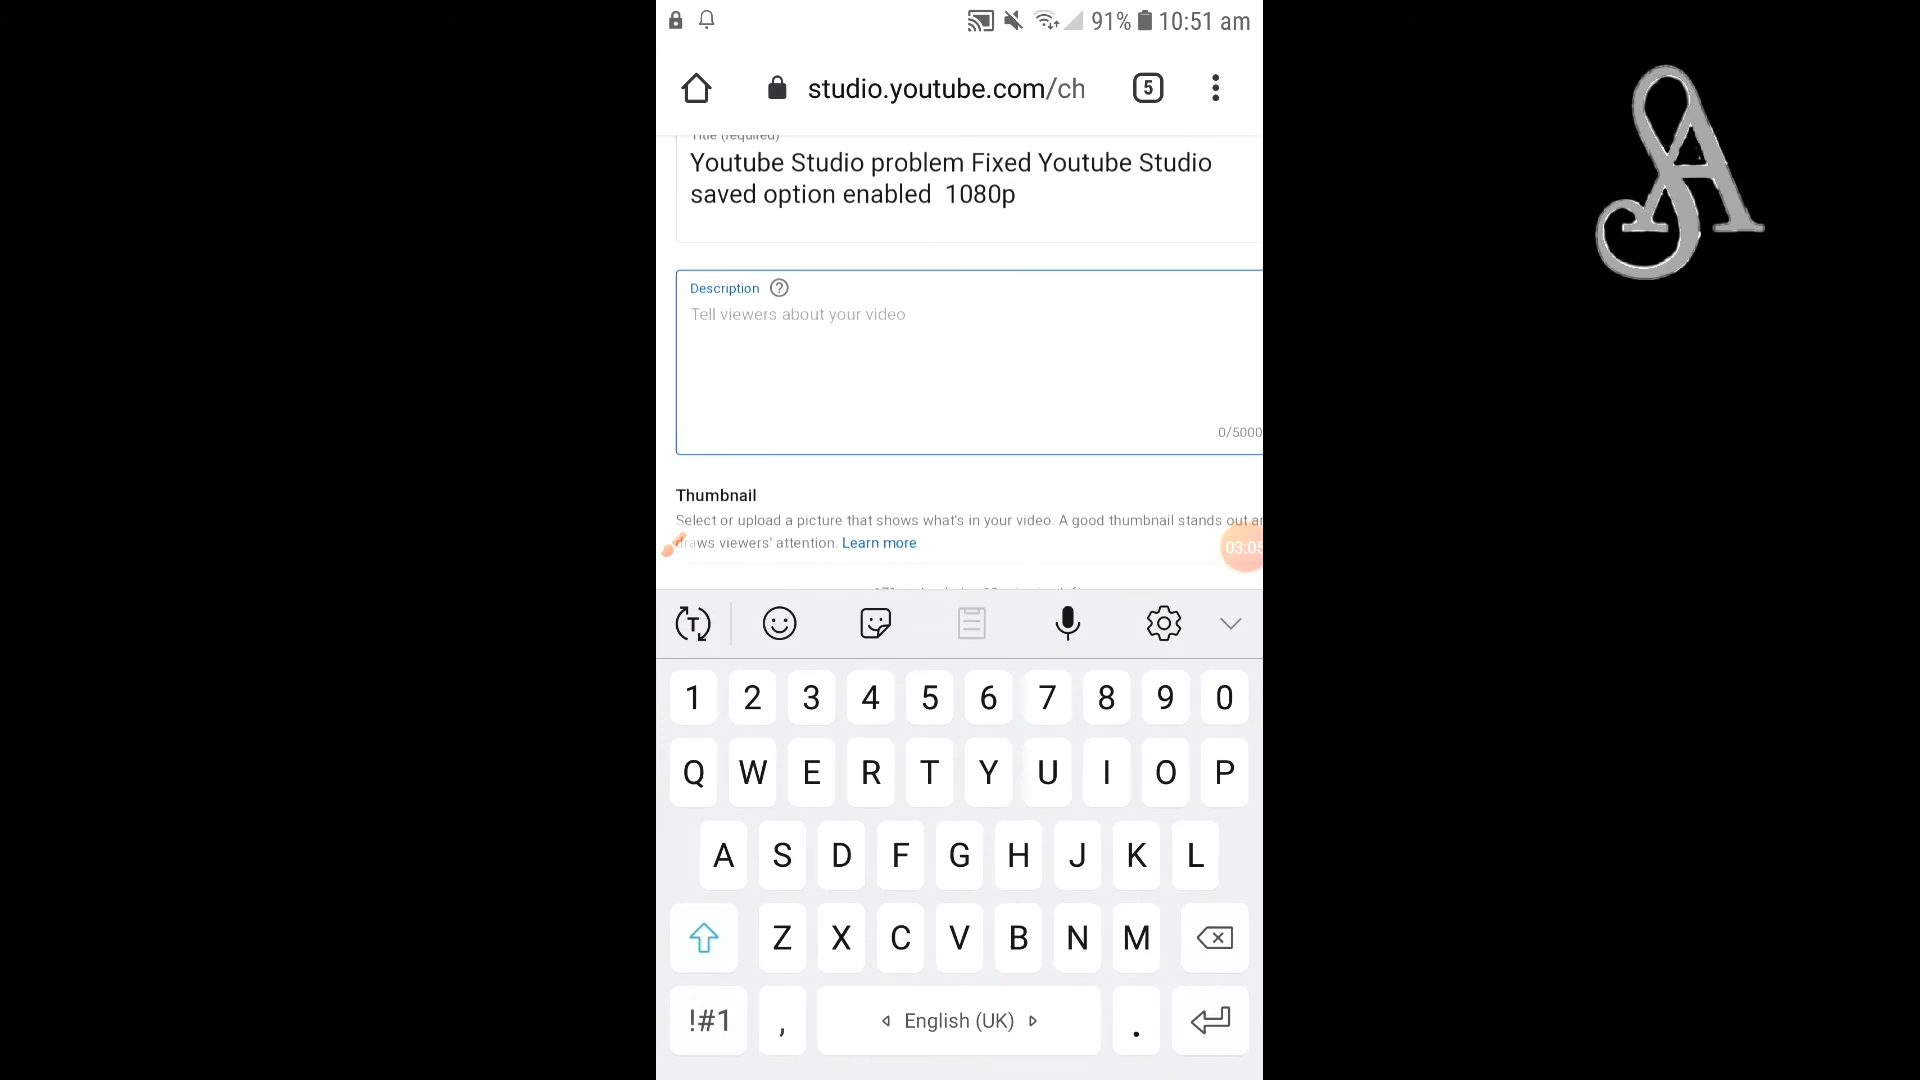 91% 10:51 am
studio.youtube.com/ch 5
Title (required)
Youtube Studio problem Fixed Youtube Studio
saved option enabled 1080p
Description ?
Tell viewers about your video
0/5000
Thumbnail
Select or upload a picture that shows what's in your video. A good thumbnail stands out
draws viewers' attention. Learn more
03:05
T
1 2 3 4 5 6 7 8 9 0
Q W E R T Y U I O P
A S D F G H J K L
Z X C V B N M
!#1 , English (UK) .
SA